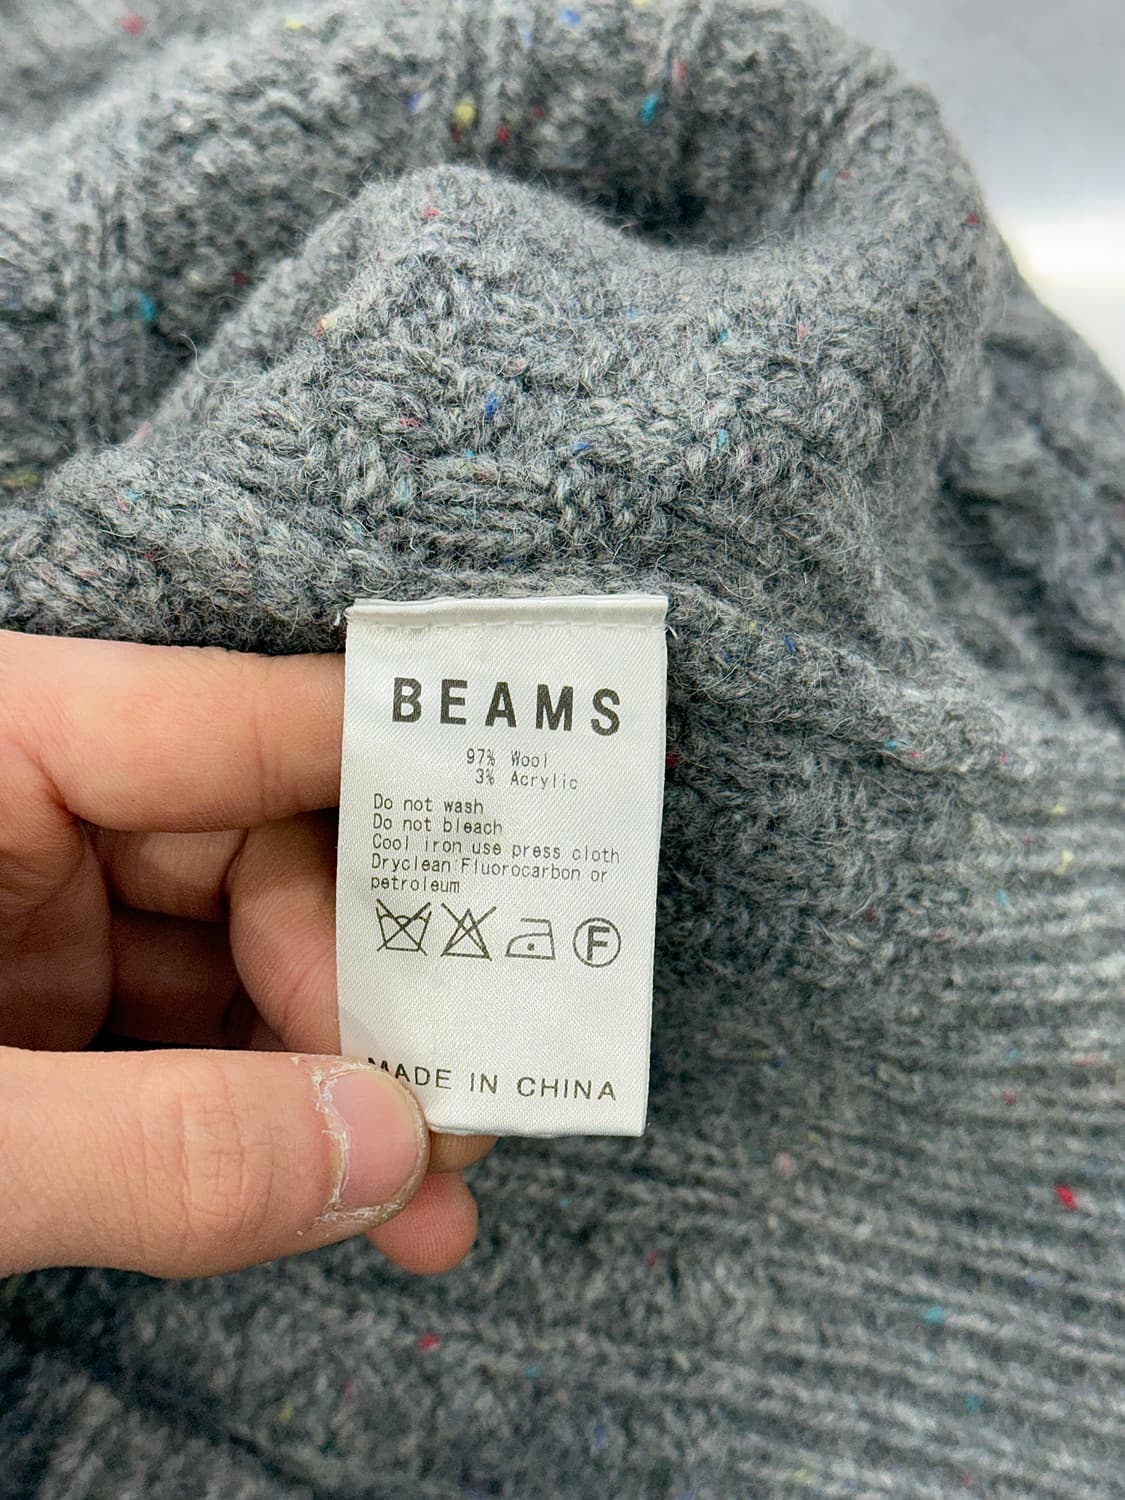 BEAMS
97% Wool
3% Acrylic
Do not wash
Do not bleach
Cool iron use press cloth
Dryclean Fluorocarbon or
petroleum
F
MADE IN CHINA